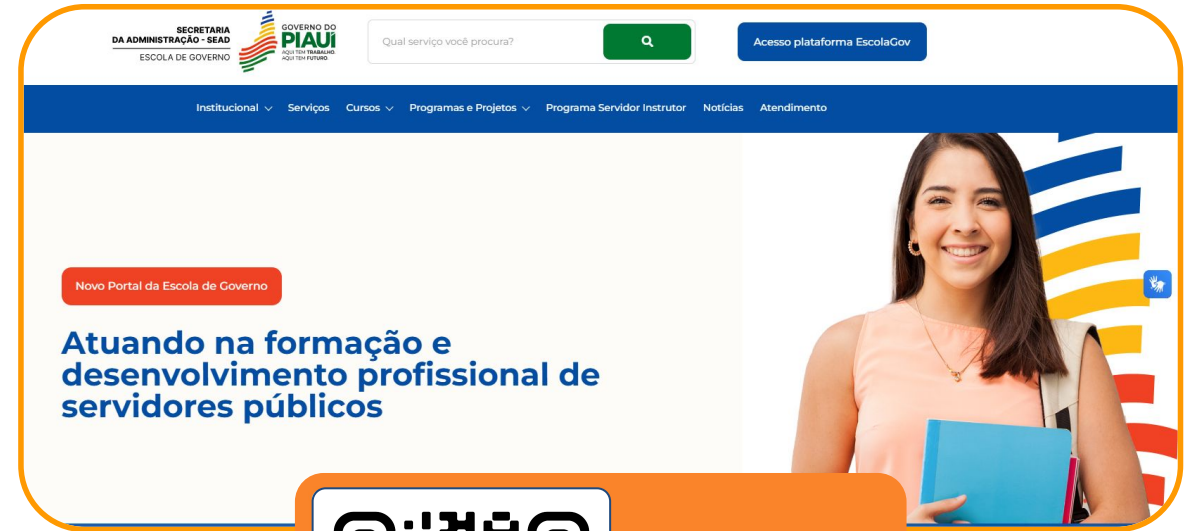 SECRETARIA
DA ADMINISTRAÇÃO - SEAD
ESCOLA DE GOVERNO
GOVERNO DO
PIAUÍ
AQUI TEM TRABALHO.
AQUI TEM FUTURO.
Qual serviço você procura?
Acesso plataforma EscolaGov
Institucional Serviços Cursos Programas e Projetos Programa Servidor Instrutor Notícias Atendimento
Novo Portal da Escola de Governo
Atuando na formação e
desenvolvimento profissional de
servidores públicos